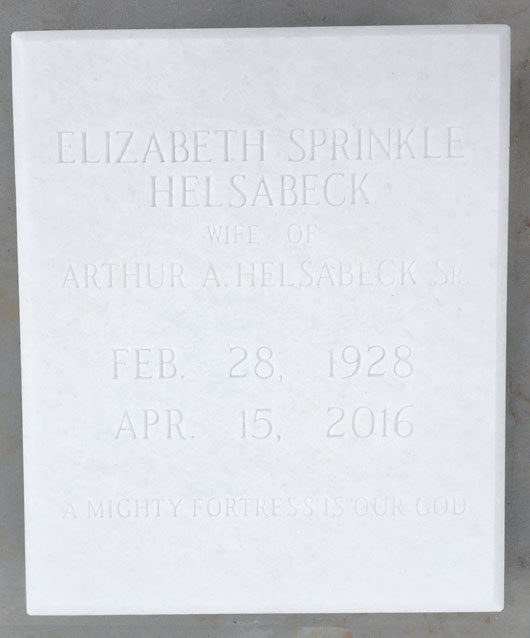 ELIZABETH SPRINKLE
HELSABECK
WIFE OF
ARTHUR A. HELSABECK SR.
FEB. 28, 1928
APR. 15, 2016
A MIGHTY FORTRESS IS OUR GOD